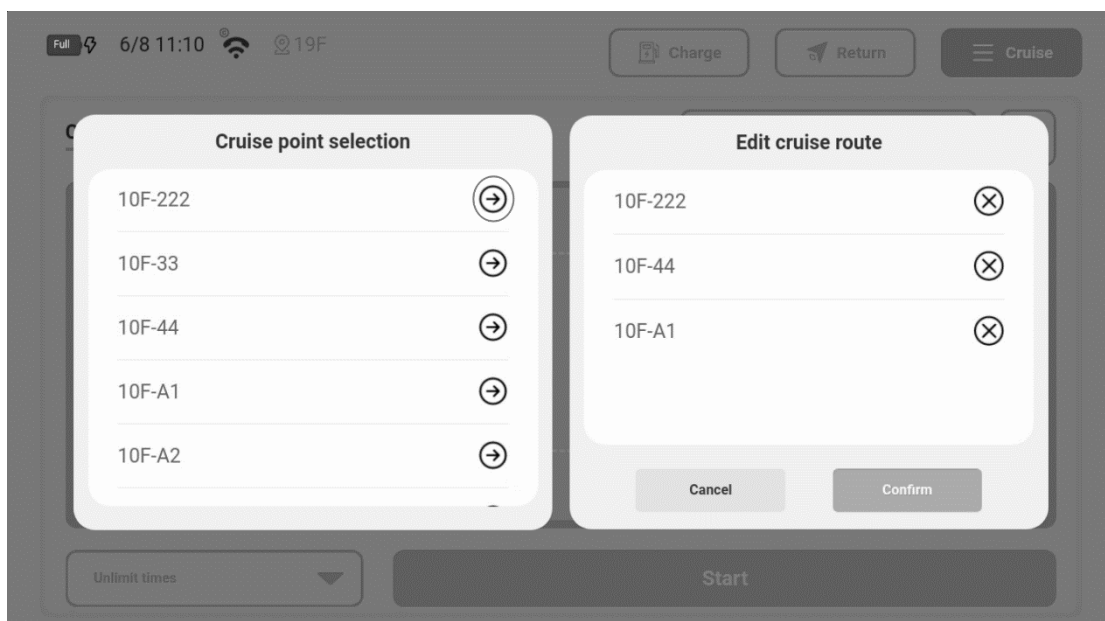 Full 6/8 11:10 19F
Charge
Return
Cruise
Cruise point selection
10F-222
10F-33
10F-44
10F-A1
10F-A2
Edit cruise route
10F-222
10F-44
10F-A1
Cancel
Confirm
Unlimit times
Start